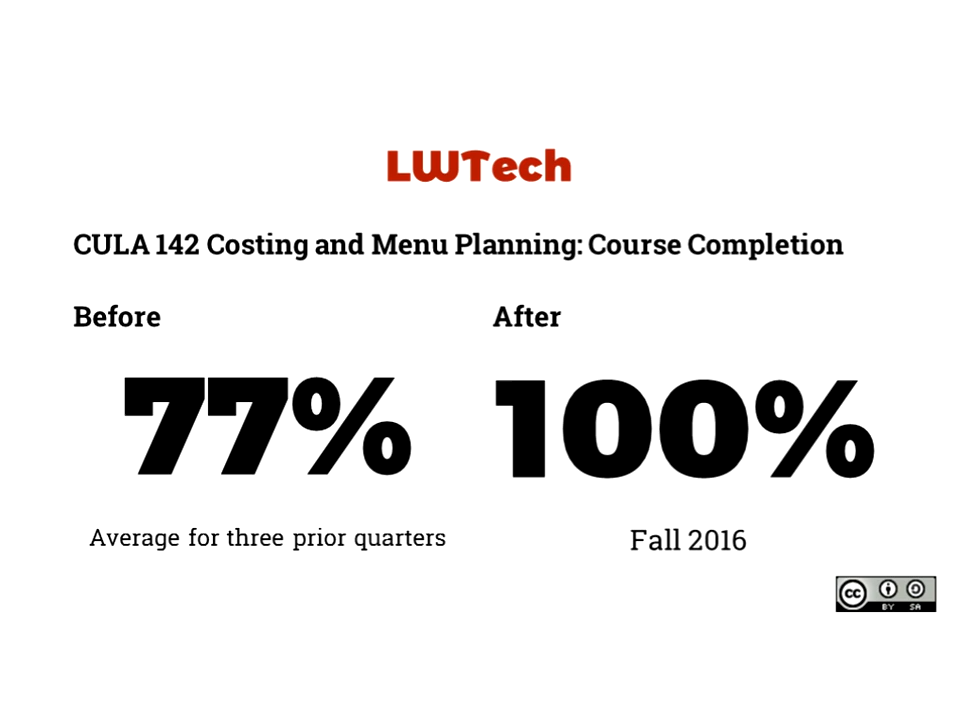 LWTech
CULA 142 Costing and Menu Planning: Course Completion
Before
After
77%
100%
Average for three prior quarters
Fall 2016
cc
BY SA